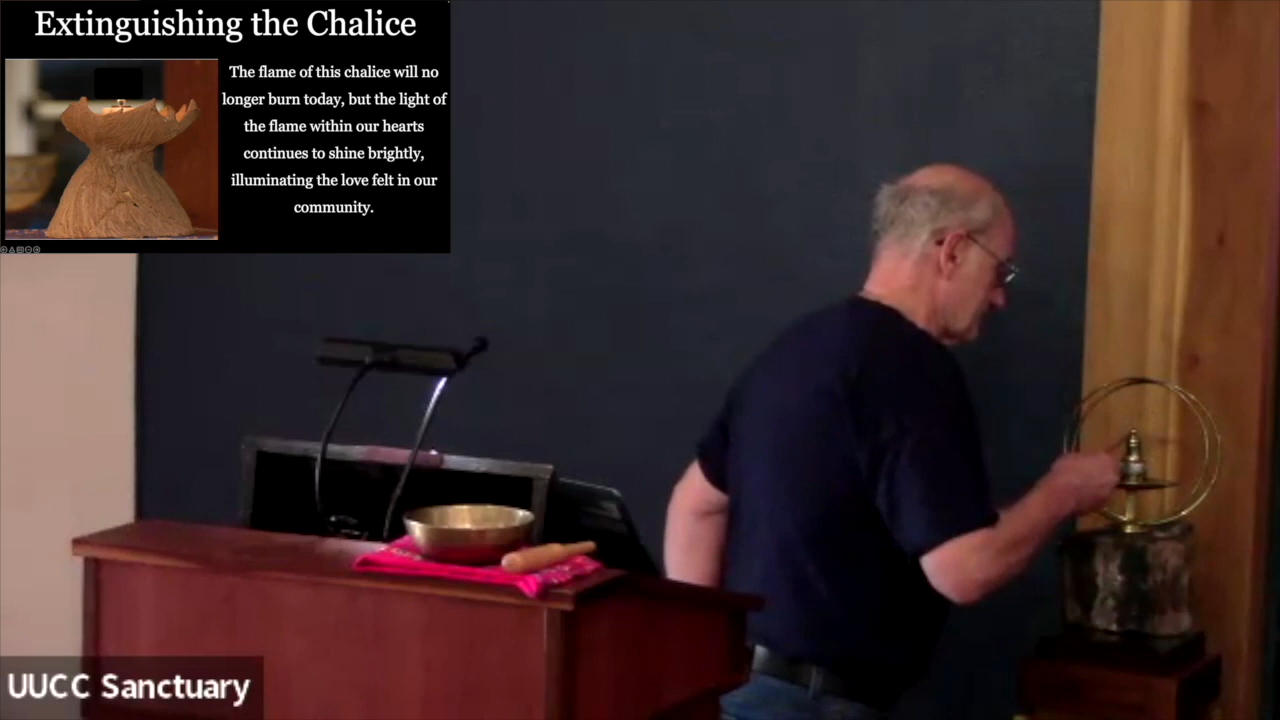 Extinguishing the Chalice
The flame of this chalice will no
longer burn today, but the light of
the flame within our hearts
continues to shine brightly,
illuminating the love felt in our
community.
UUCC Sanctuary